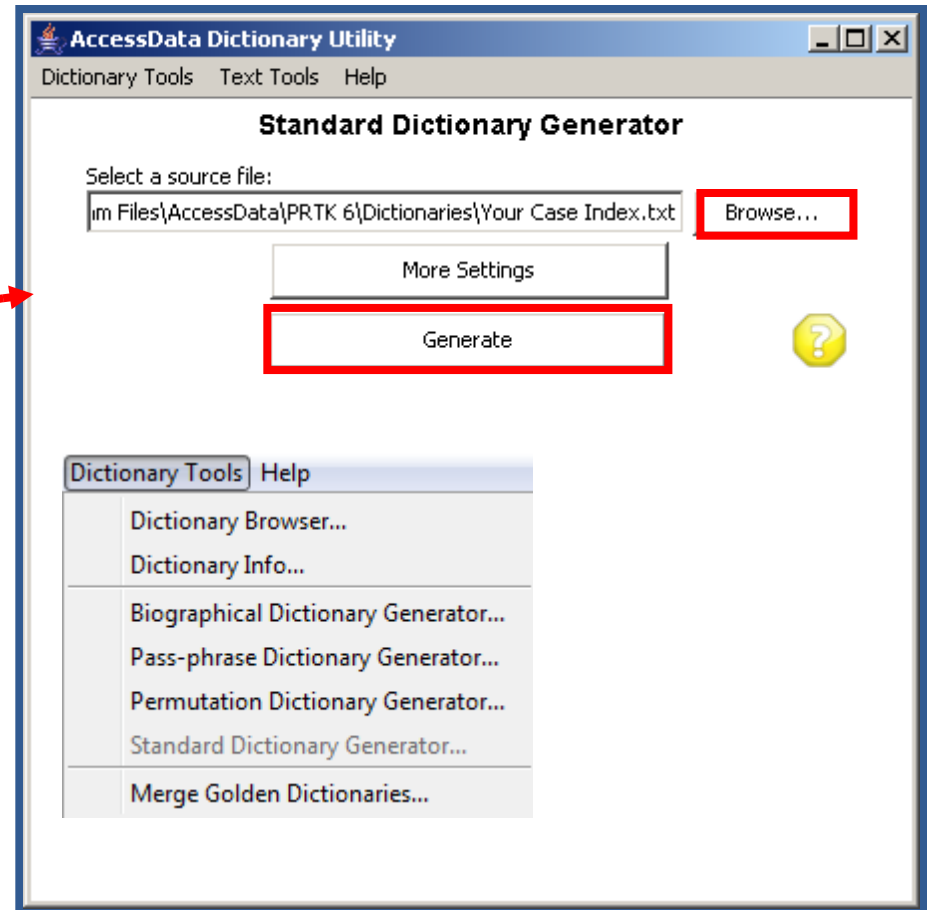 AccessData Dictionary Utility
Dictionary Tools Text Tools Help
Standard Dictionary Generator
Select a source file:
ım Files\AccessData\PRTK 6\Dictionaries\Your Case Index.txt Browse...
More Settings
Generate
?
Dictionary Tools Help
Dictionary Browser...
Dictionary Info...
Biographical Dictionary Generator...
Pass-phrase Dictionary Generator...
Permutation Dictionary Generator...
Standard Dictionary Generator...
Merge Golden Dictionaries...